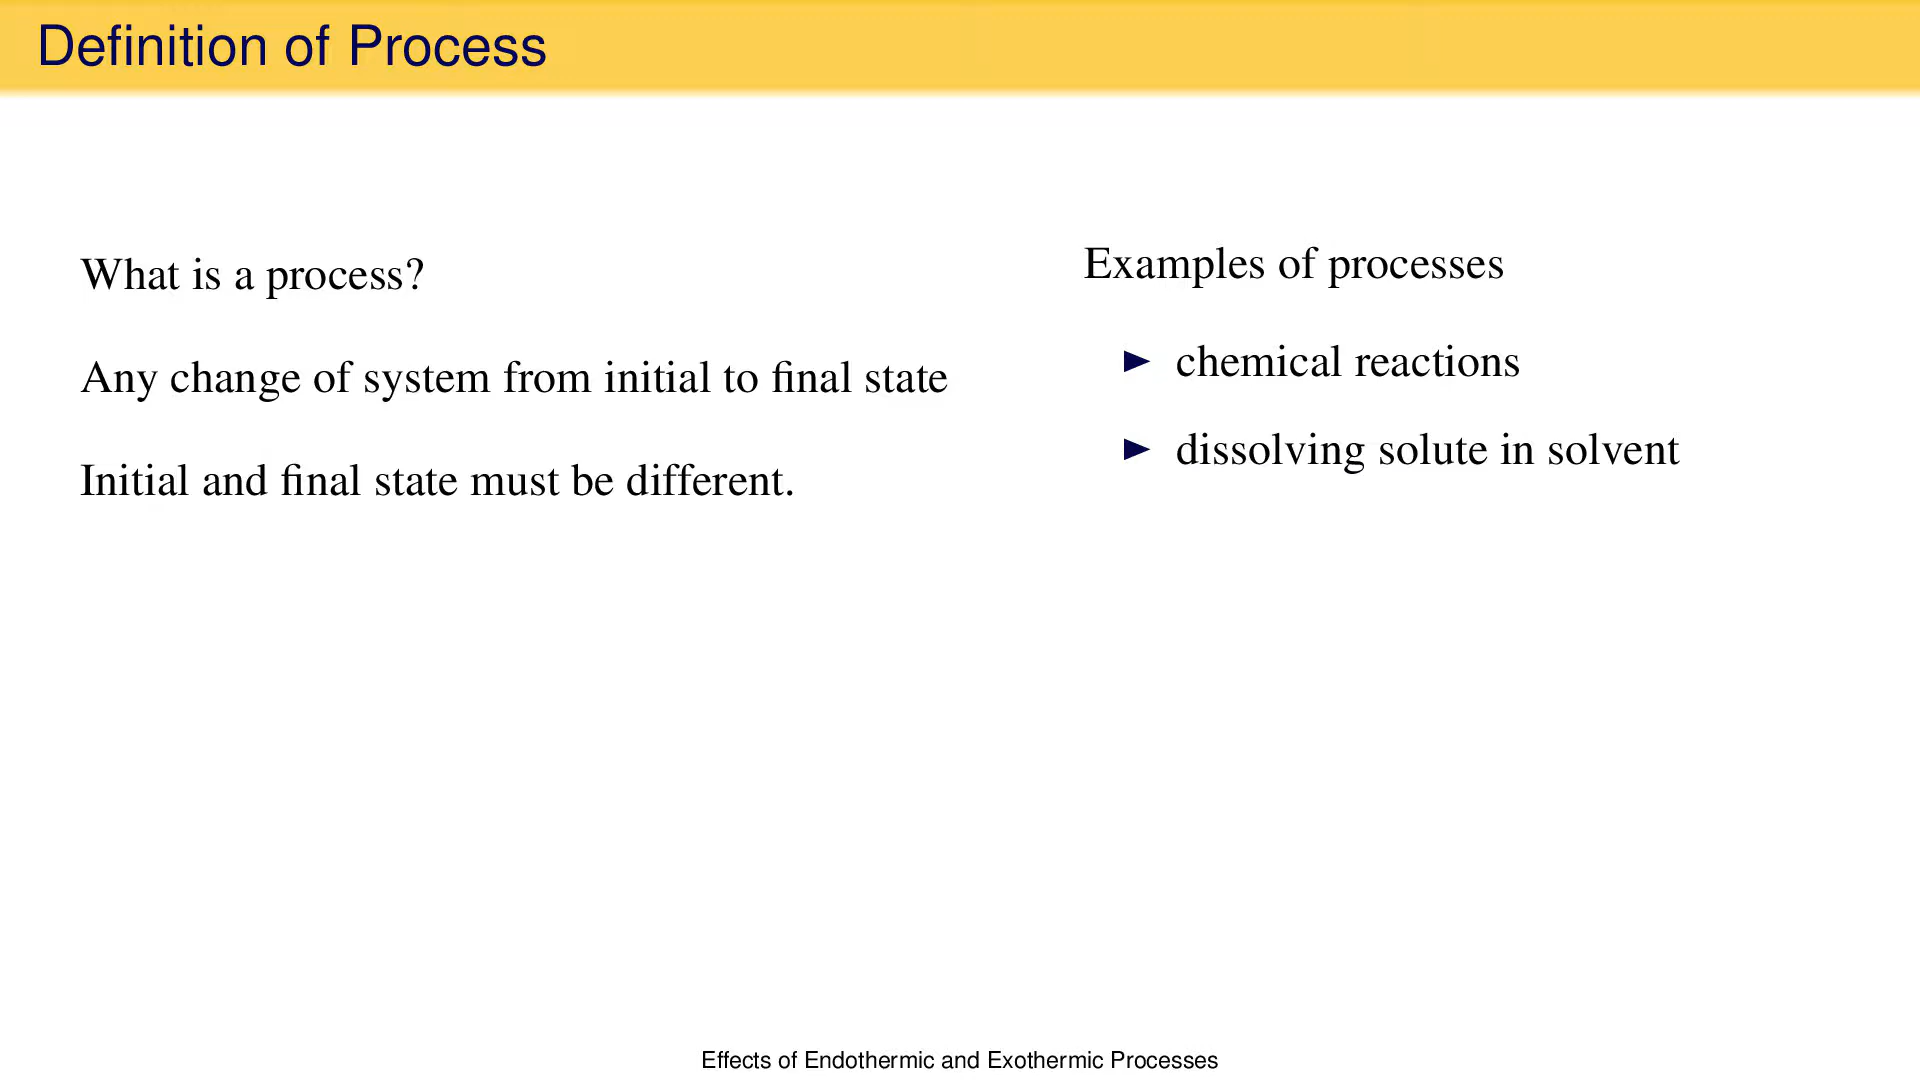 Definition of Process
What is a process?
Any change of system from initial to final state
Initial and final state must be different.
Examples of processes
► chemical reactions
► dissolving solute in solvent
Effects of Endothermic and Exothermic Processes